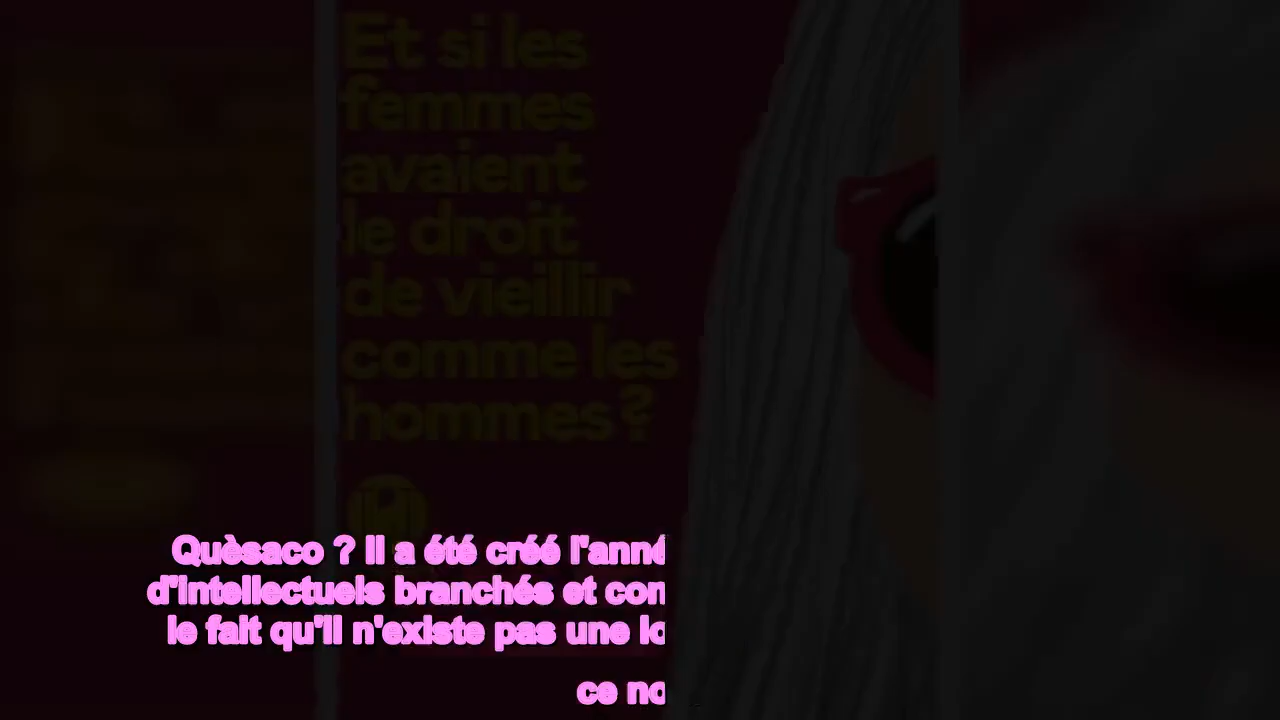 Et si les
femmes
avaient
le droit
de vieillir
comme les
hommes ?
Quèsaco ? Il a été créé l'anné
d'intellectuels branchés et con
le fait qu'il n'existe pas une lo
ce no